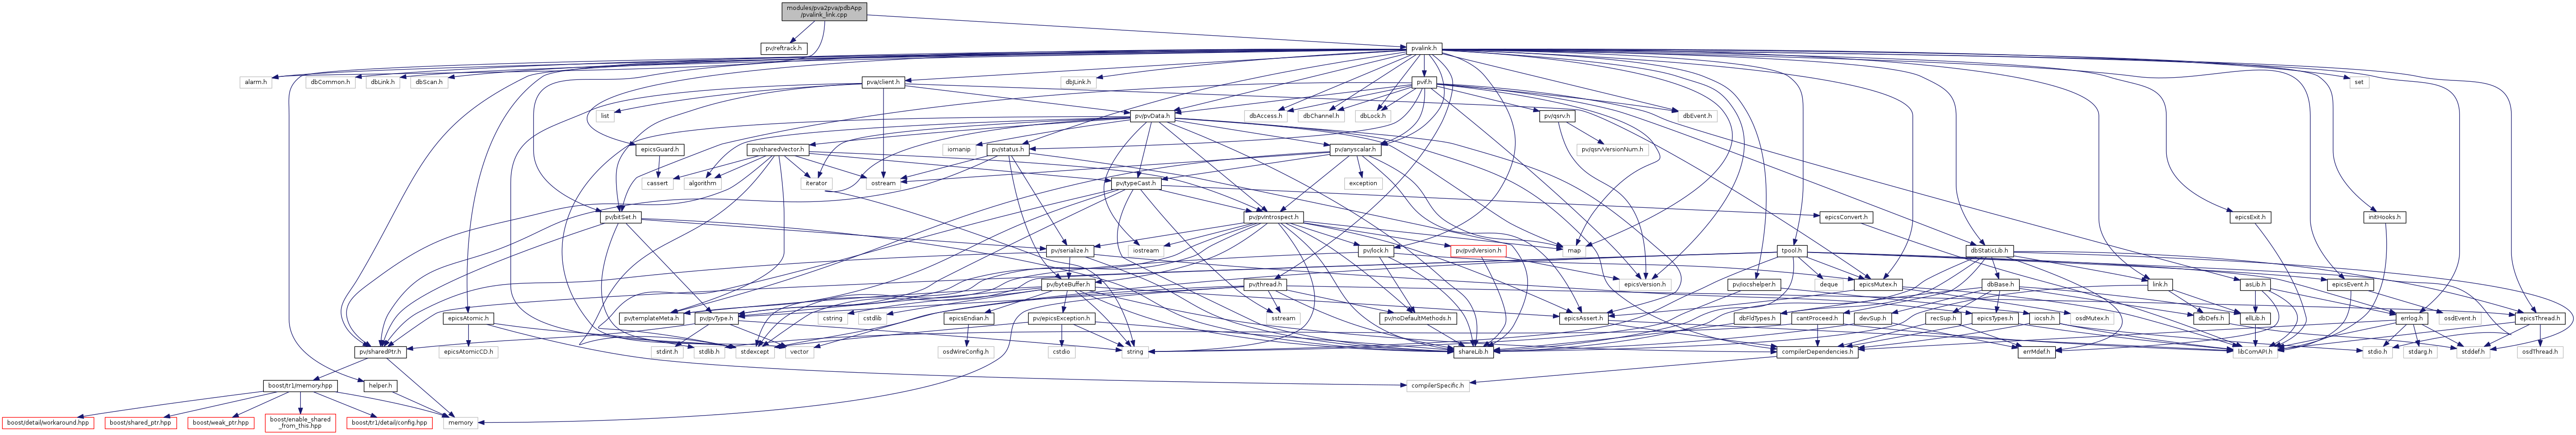 modules/pva2pva/pdbApp
/pvalink_link.cpp
pv/reftrack.h
pvalink.h
alarm.h
dbCommon.h
dbLink.h
dbScan.h
pva/client.h
dbJLink.h
pvif.h
set
list
dbAccess.h
dbChannel.h
dbLock.h
pv/qsrv.h
dbEvent.h
pv/pvData.h
epicsGuard.h
pv/sharedVector.h
iomanip
pv/status.h
pv/anyscalar.h
pv/qsrvVersionNum.h
cassert
algorithm
iterator
ostream
pv/typeCast.h
exception
pv/bitSet.h
pv/pvIntrospect.h
epicsConvert.h
epicsExit.h
initHooks.h
pv/serialize.h
iostream
pv/lock.h
pv/pvdVersion.h
map
tpool.h
dbStaticLib.h
pv/byteBuffer.h
pv/thread.h
epicsVersion.h
deque
pv/iocshelper.h
epicsMutex.h
dbBase.h
link.h
asLib.h
epicsEvent.h
epicsAtomic.h
pv/templateMeta.h
pv/pvType.h
cstring
cstdlib
epicsEndian.h
pv/epicsException.h
sstream
pv/noDefaultMethods.h
epicsAssert.h
dbFldTypes.h
cantProceed.h
devSup.h
recSup.h
epicsTypes.h
osdMutex.h
iocsh.h
dbDefs.h
ellLib.h
errlog.h
osdEvent.h
epicsThread.h
pv/sharedPtr.h
epicsAtomicCD.h
stdint.h
stdlib.h
stdexcept
vector
osdWireConfig.h
cstdio
string
shareLib.h
compilerDependencies.h
errMdef.h
libComAPI.h
stdio.h
stdarg.h
stddef.h
osdThread.h
boost/tr1/memory.hpp
helper.h
compilerSpecific.h
boost/detail/workaround.hpp
boost/shared_ptr.hpp
boost/weak_ptr.hpp
boost/enable_shared
_from_this.hpp
boost/tr1/detail/config.hpp
memory